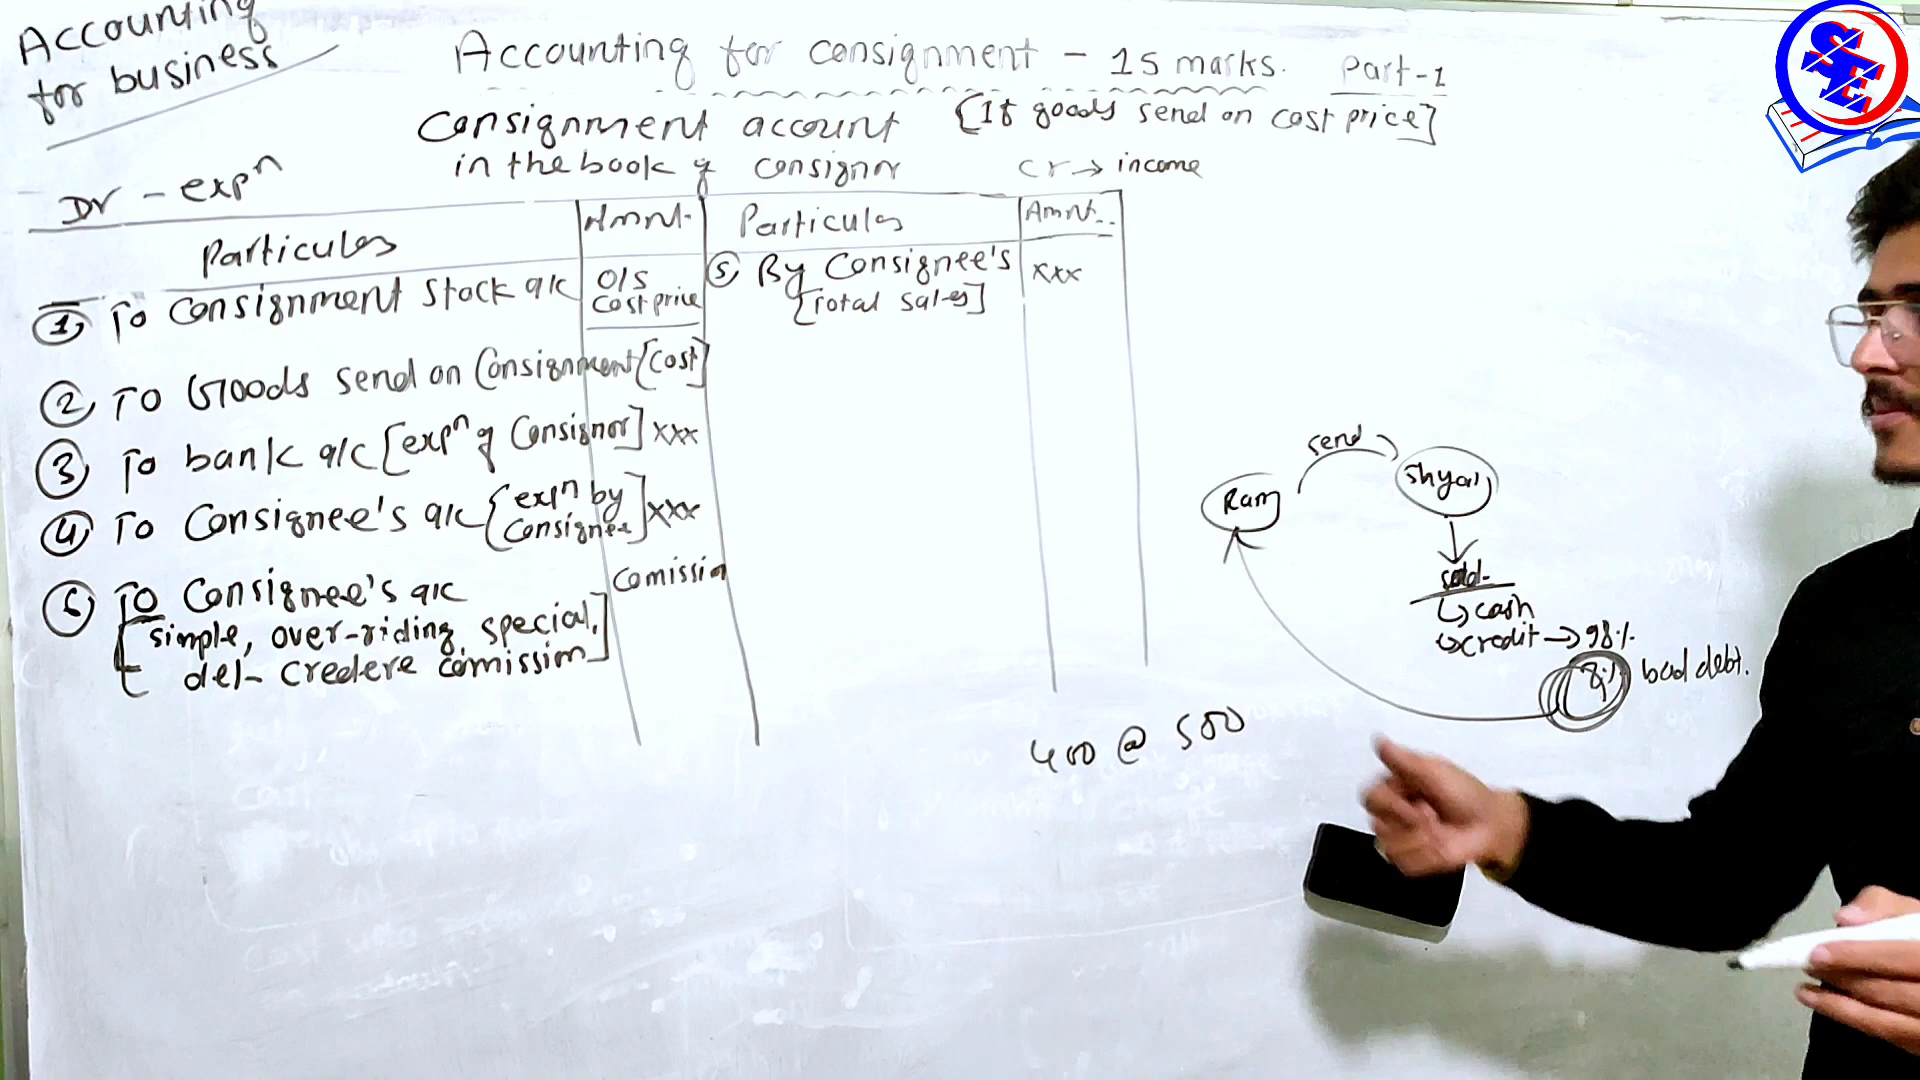 Accounting
for business
Accounting for consignment - 15 marks. Part-1
Consignment account [If goods send on cost price]
in the book of consignor cr → income
Dr - expn
Particules Amnt. Particules Amnt..
① To Consignment Stock a/c O/S cost price
⑤ By Consignee's xxx
[Total sales]
② To Goods send on Consignment [Cost]
③ To bank a/c [expn of Consignor] xxx
④ To Consignee's a/c [expn by Consignee] xxx
⑥ To Consignee's a/c Comission
[simple, over-riding, special,
del-credere comission]
Ram send Shyam
sold-
↳ cash
↳ credit → 98%
2% bad debt.
400 @ 500
SE